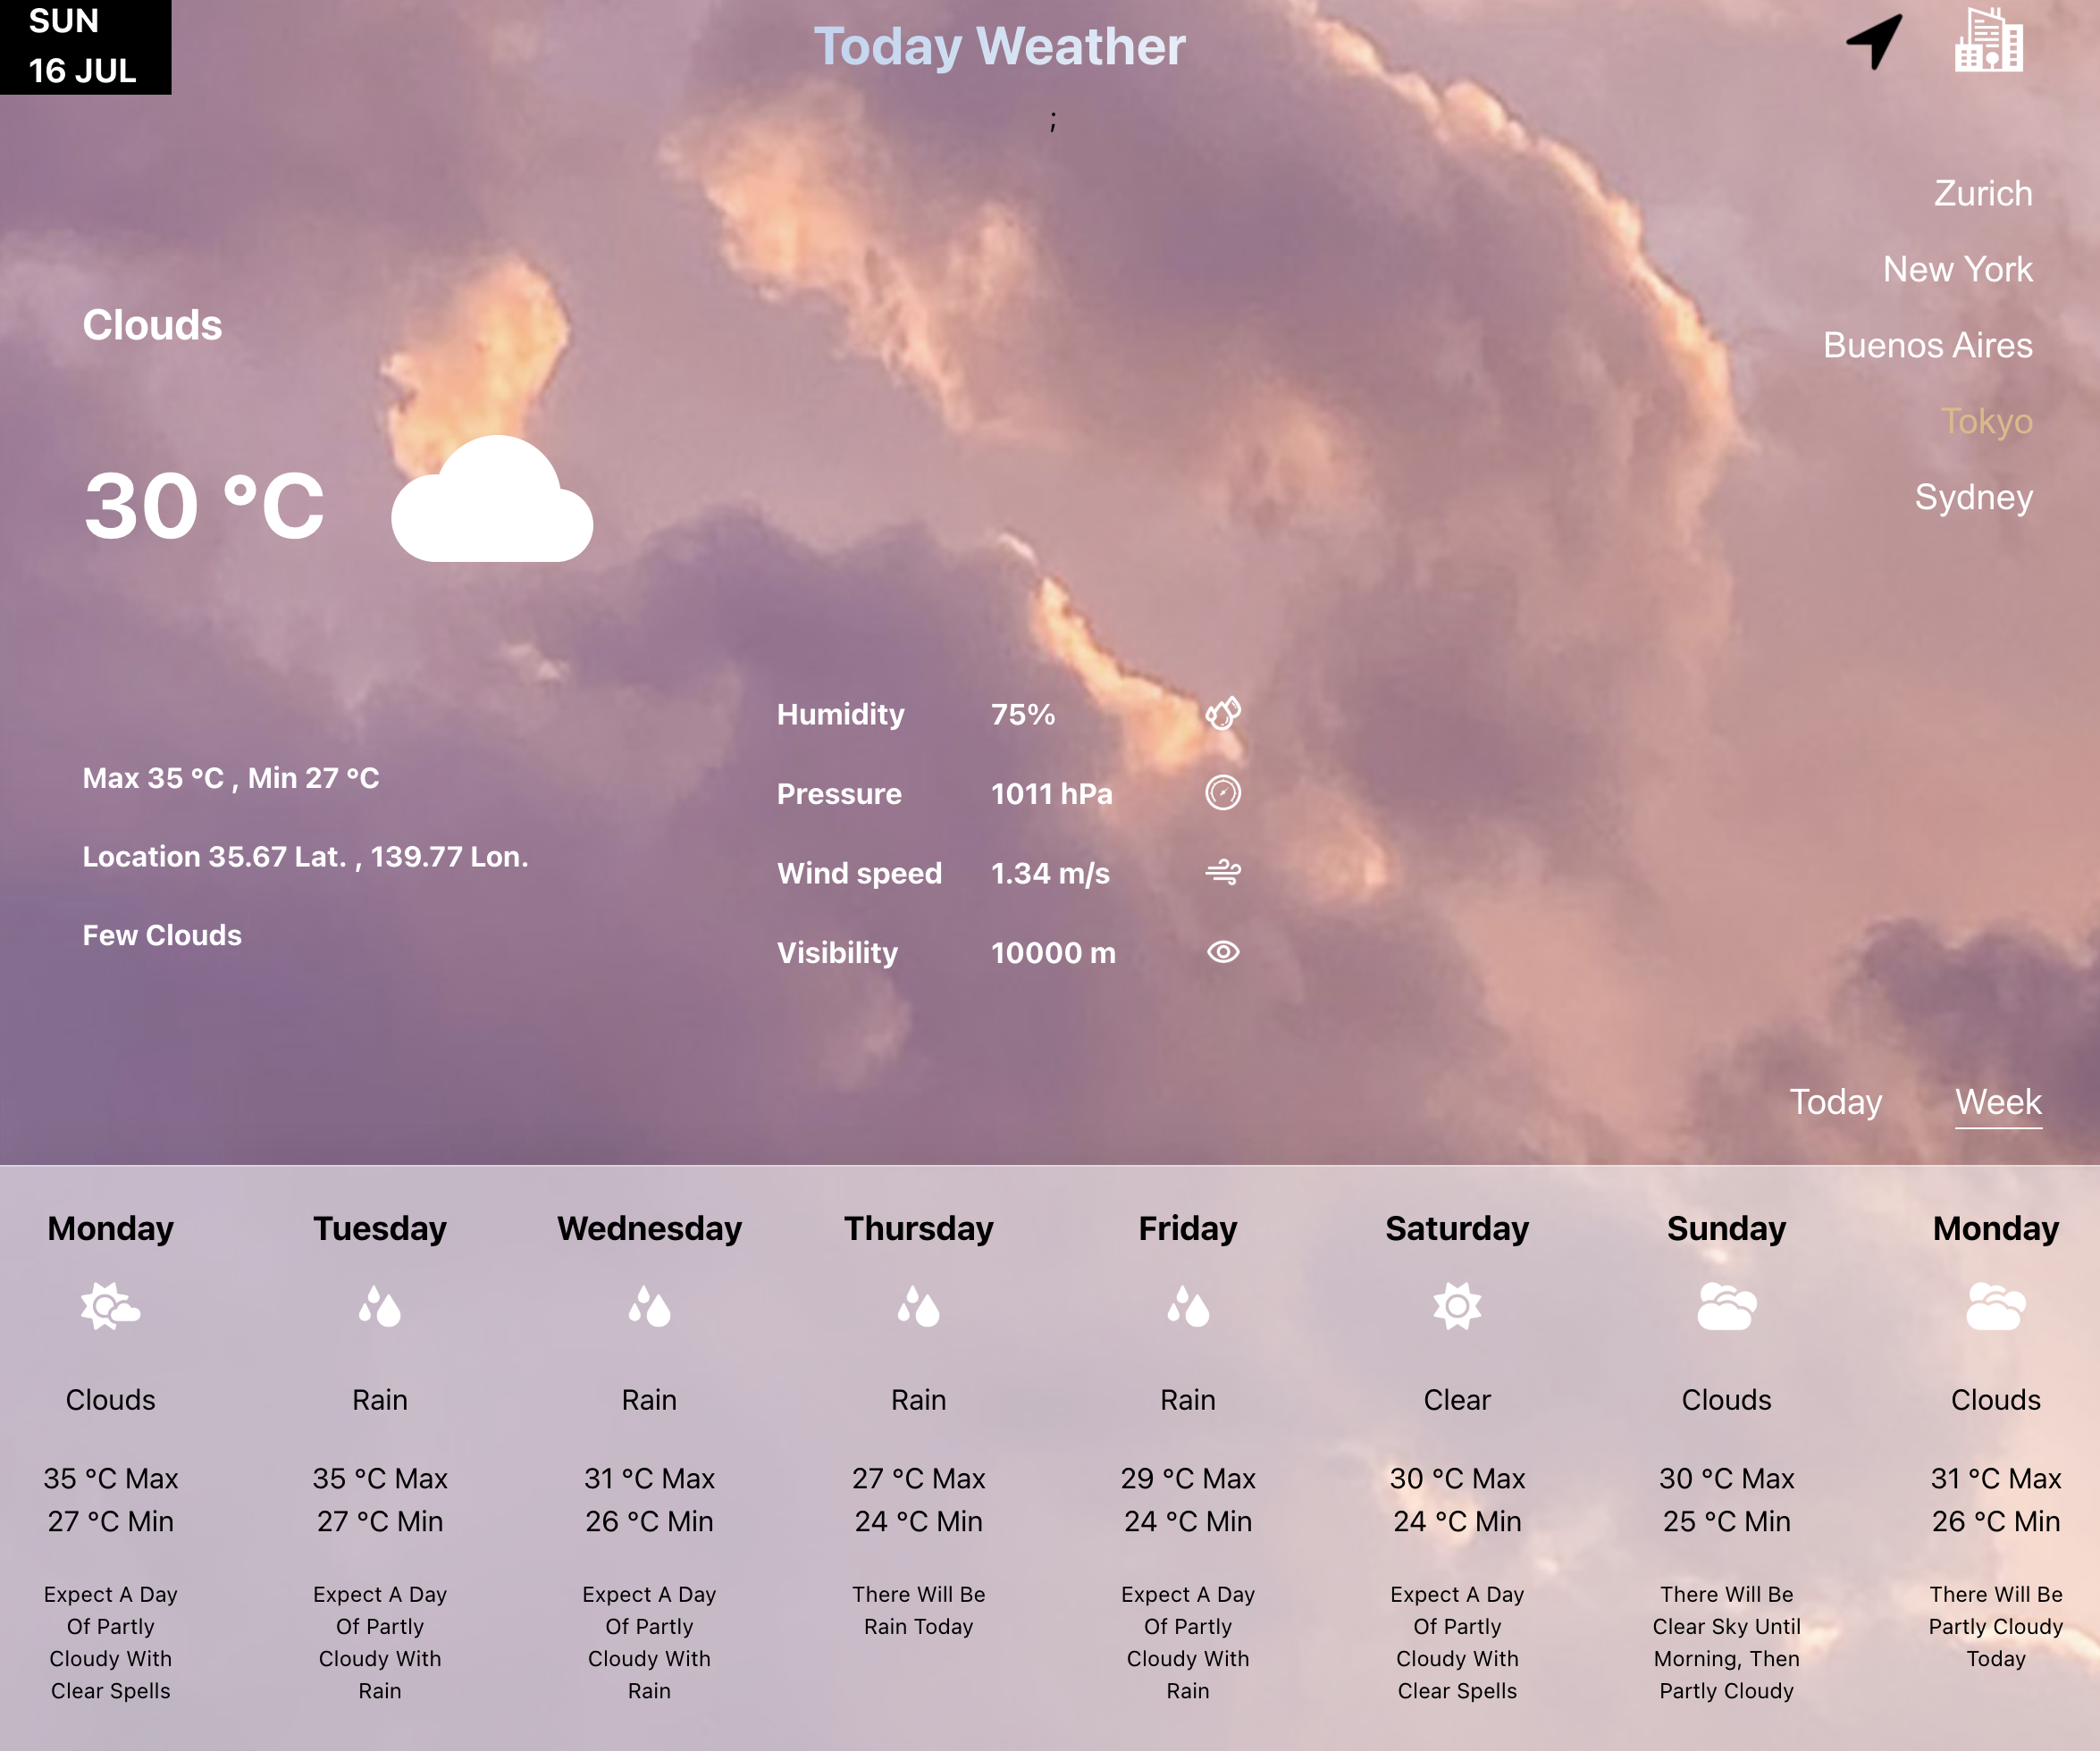 SUN
16 JUL
Today Weather
;
Zurich
New York
Buenos Aires
Tokyo
Sydney
Clouds
30 °C
Max 35 °C , Min 27 °C
Location 35.67 Lat. , 139.77 Lon.
Few Clouds
Humidity 75%
Pressure 1011 hPa
Wind speed 1.34 m/s
Visibility 10000 m
Today Week
Monday
Clouds
35 °C Max
27 °C Min
Expect A Day
Of Partly
Cloudy With
Clear Spells
Tuesday
Rain
35 °C Max
27 °C Min
Expect A Day
Of Partly
Cloudy With
Rain
Wednesday
Rain
31 °C Max
26 °C Min
Expect A Day
Of Partly
Cloudy With
Rain
Thursday
Rain
27 °C Max
24 °C Min
There Will Be
Rain Today
Friday
Rain
29 °C Max
24 °C Min
Expect A Day
Of Partly
Cloudy With
Rain
Saturday
Clear
30 °C Max
24 °C Min
Expect A Day
Of Partly
Cloudy With
Clear Spells
Sunday
Clouds
30 °C Max
25 °C Min
There Will Be
Clear Sky Until
Morning, Then
Partly Cloudy
Monday
Clouds
31 °C Max
26 °C Min
There Will Be
Partly Cloudy
Today